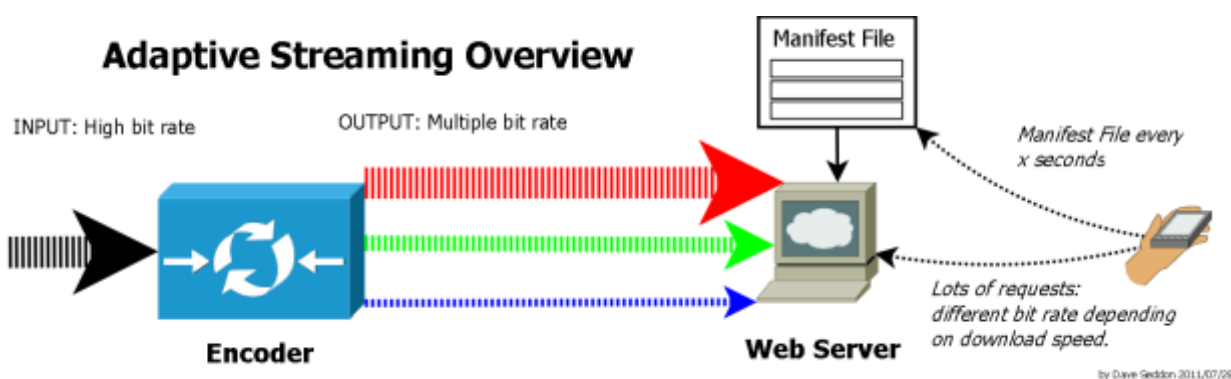 Adaptive Streaming Overview
INPUT: High bit rate
OUTPUT: Multiple bit rate
Manifest File
Manifest File every
x seconds
Lots of requests:
different bit rate depending
on download speed.
Encoder
Web Server
by Dave Seddon 2011/07/28